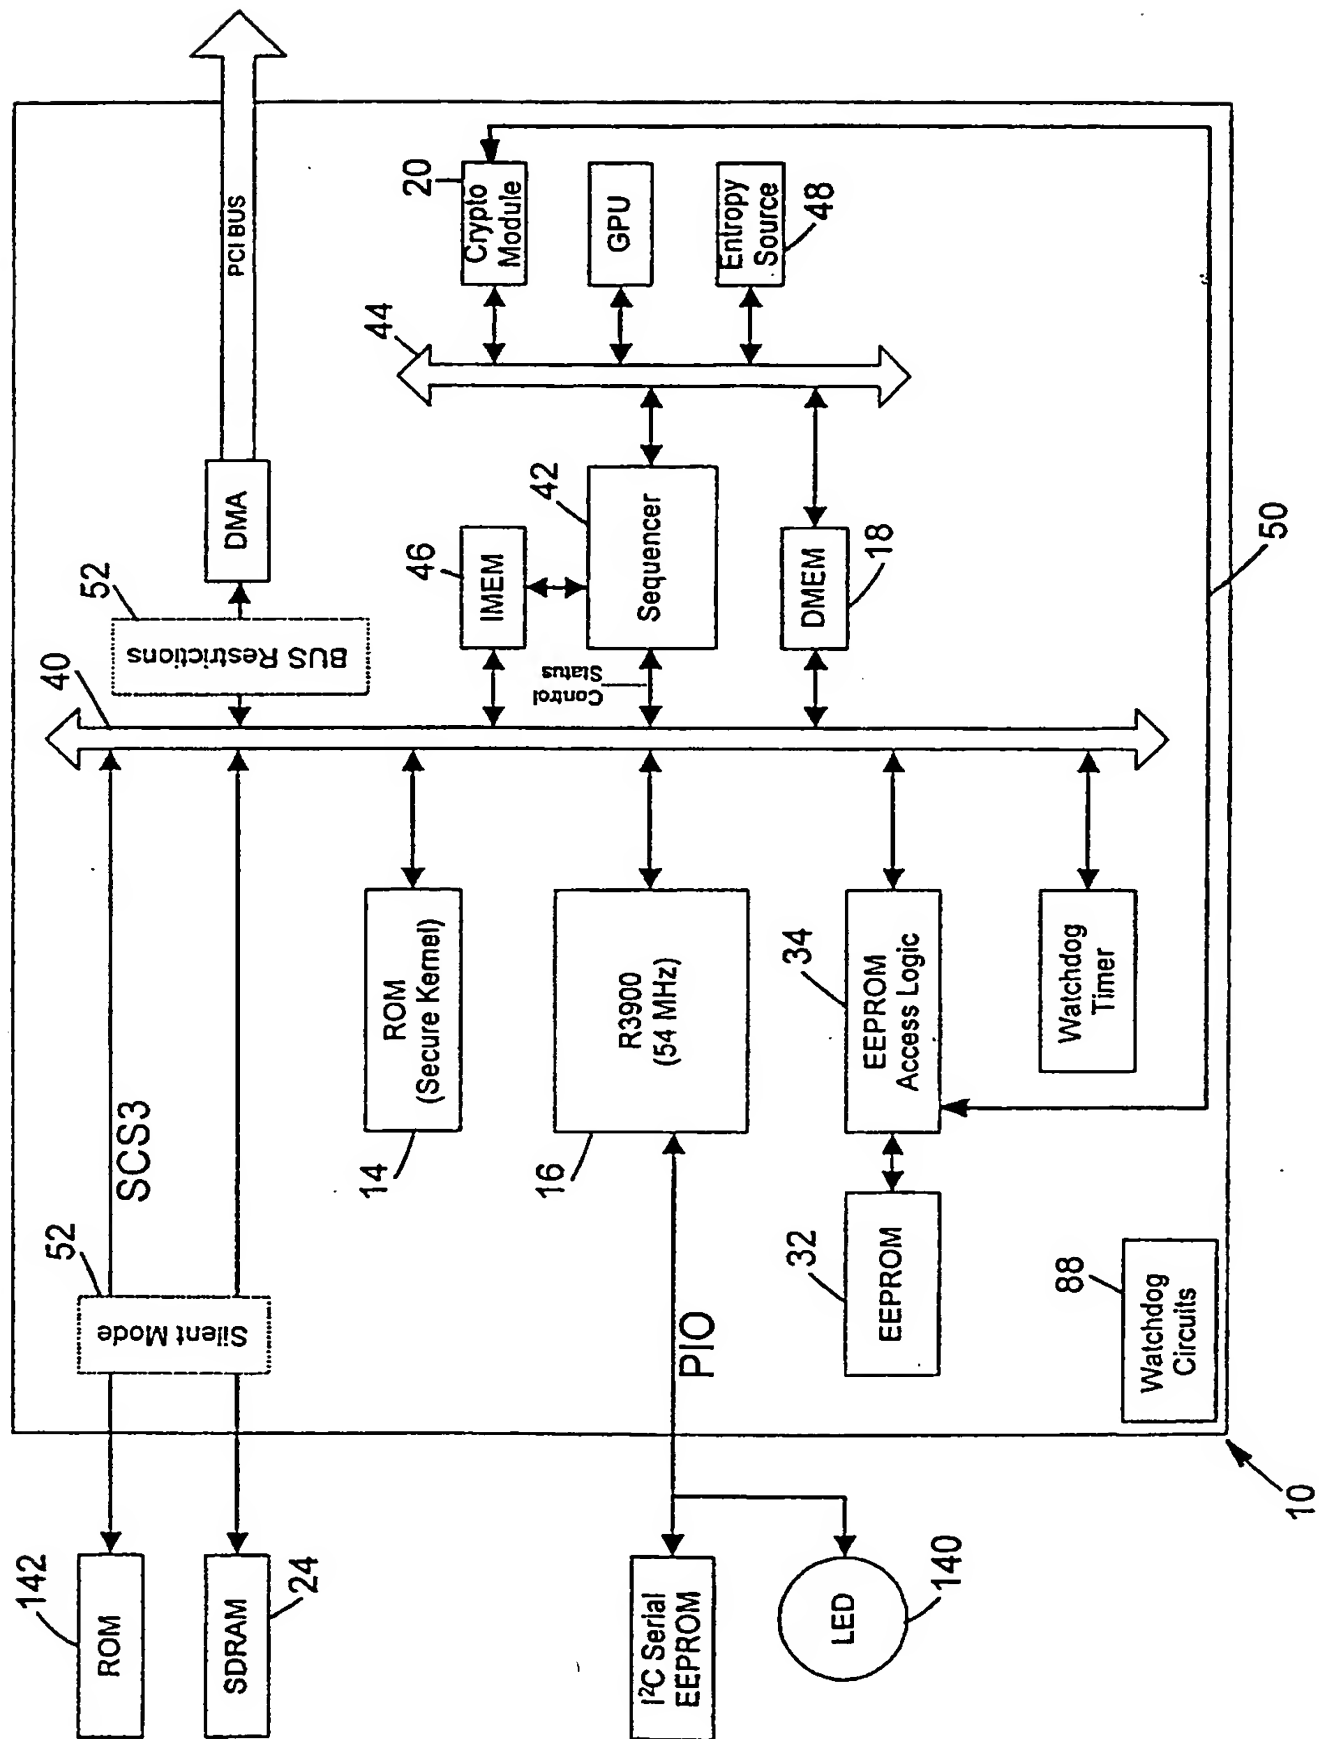 142
ROM
SDRAM
24
I²C Serial
EEPROM
LED
140
10
52
Silent Mode
SCS3
PIO
14
ROM
(Secure Kernel)
16
R3900
(54 MHz)
32
EEPROM
34
EEPROM
Access Logic
Watchdog
Timer
88
Watchdog
Circuits
40
52
BUS Restrictions
DMA
PCI BUS
46
IMEM
Control
Status
42
Sequencer
DMEM
18
44
20
Crypto
Module
GPU
Entropy
Source
48
50